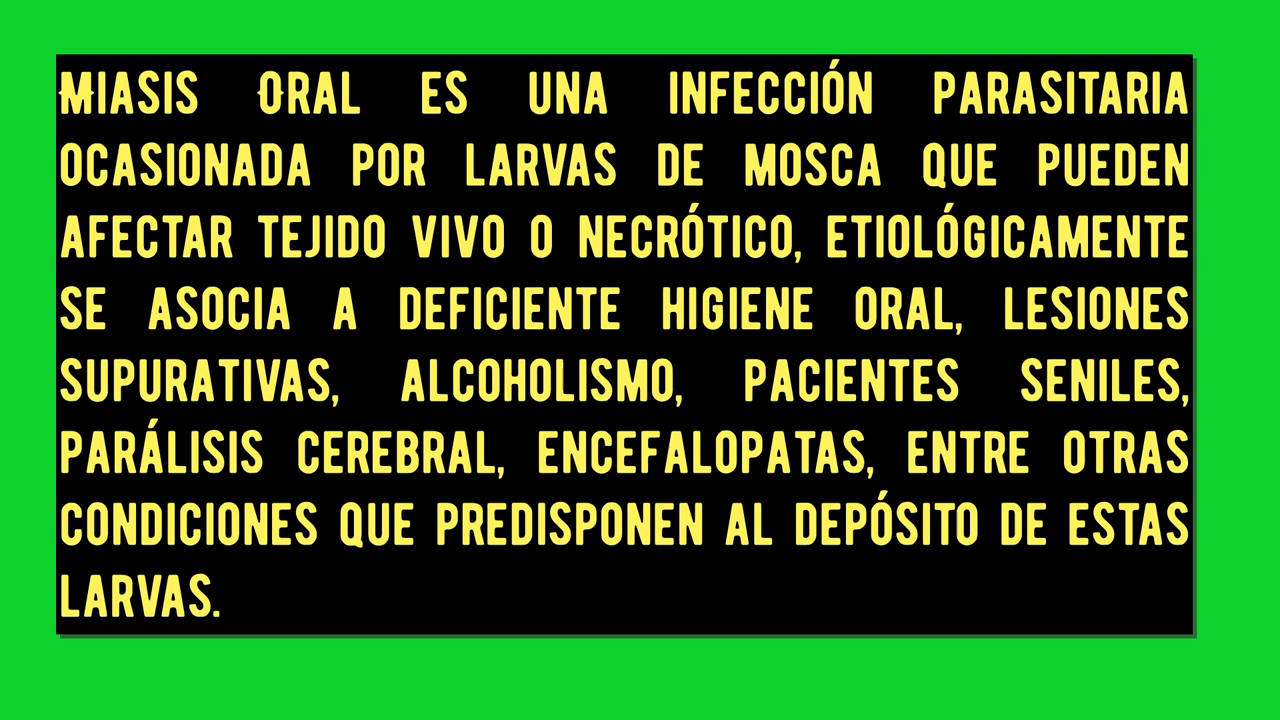 MIASIS ORAL ES UNA INFECCIÓN PARASITARIA
OCASIONADA POR LARVAS DE MOSCA QUE PUEDEN
AFECTAR TEJIDO VIVO O NECRÓTICO, ETIOLÓGICAMENTE
SE ASOCIA A DEFICIENTE HIGIENE ORAL, LESIONES
SUPURATIVAS, ALCOHOLISMO, PACIENTES SENILES,
PARÁLISIS CEREBRAL, ENCEFALOPATAS, ENTRE OTRAS
CONDICIONES QUE PREDISPONEN AL DEPÓSITO DE ESTAS
LARVAS.